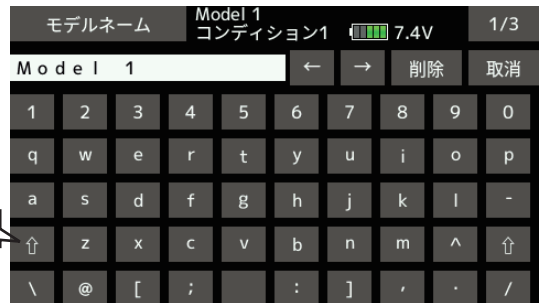 モデルネーム Model 1 1/3
コンディション1 7.4V
Model 1 ← → 削除 取消
1 2 3 4 5 6 7 8 9 0
q w e r t y u i o p
a s d f g h j k l -
⇧ z x c v b n m ^ ⇧
\ @ [ ; : ] , . /